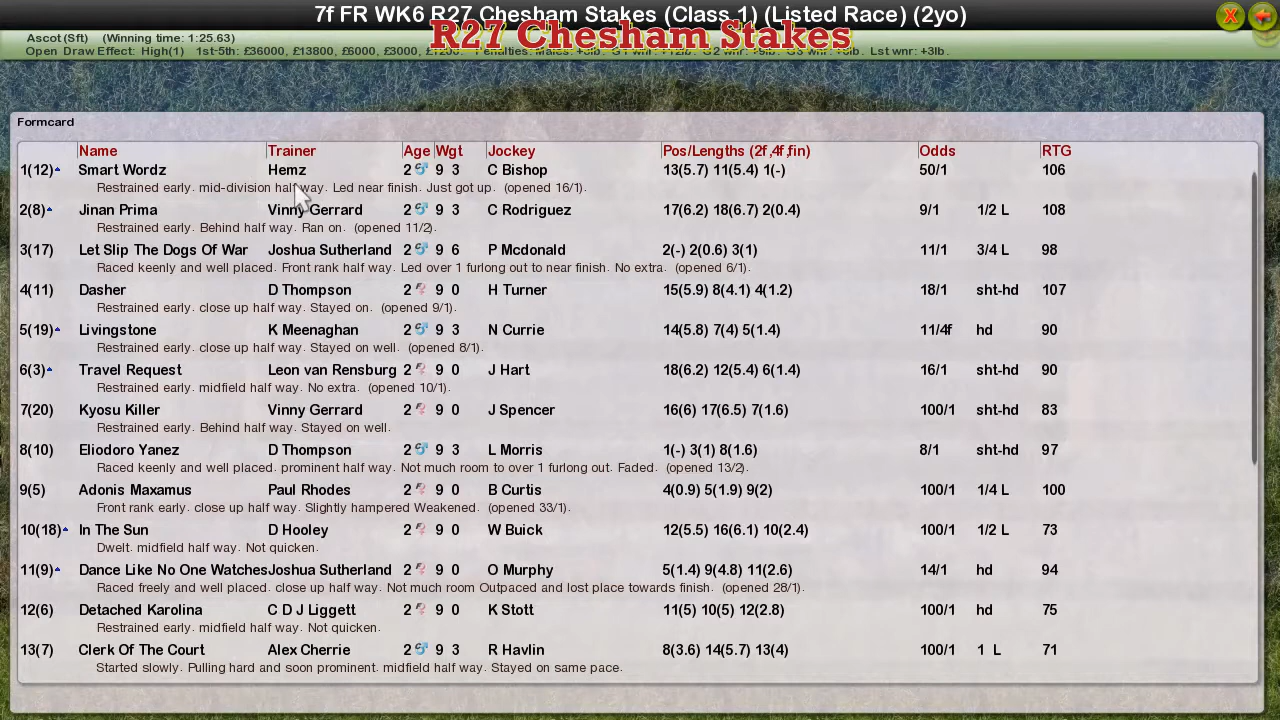 7f FR WK6 R27 Chesham Stakes (Class 1) (Listed Race) (2yo)
R27 Chesham Stakes
Ascot(Sft) (Winning time: 1:25.63)
Open Draw Effect: High(1) 1st-5th: £36000, £13800, £6000, £3000,
Formcard
Name Trainer Age Wgt Jockey Pos/Lengths (2f,4f,fin) Odds RTG
1(12) Smart Wordz Hemz 2 9 3 C Bishop 13(5.7) 11(5.4) 1(-) 50/1 106
Restrained early. mid-division half way. Led near finish. Just got up. (opened 16/1).
2(8) Jinan Prima Vinny Gerrard 2 9 3 C Rodriguez 17(6.2) 18(6.7) 2(0.4) 9/1 1/2 L 108
Restrained early. Behind half way. Ran on. (opened 11/2).
3(17) Let Slip The Dogs Of War Joshua Sutherland 2 9 6 P Mcdonald 2(-) 2(0.6) 3(1) 11/1 3/4 L 98
Raced keenly and well placed. Front rank half way. Led over 1 furlong out to near finish. No extra. (opened 6/1).
4(11) Dasher D Thompson 2 9 0 H Turner 15(5.9) 8(4.1) 4(1.2) 18/1 sht-hd 107
Restrained early. close up half way. Stayed on. (opened 9/1).
5(19) Livingstone K Meenaghan 2 9 3 N Currie 14(5.8) 7(4) 5(1.4) 11/4f hd 90
Restrained early. close up half way. Stayed on well. (opened 8/1).
6(3) Travel Request Leon van Rensburg 2 9 0 J Hart 18(6.2) 12(5.4) 6(1.4) 16/1 sht-hd 90
Restrained early. midfield half way. No extra. (opened 10/1).
7(20) Kyosu Killer Vinny Gerrard 2 9 0 J Spencer 16(6) 17(6.5) 7(1.6) 100/1 sht-hd 83
Restrained early. Behind half way. Stayed on well.
8(10) Eliodoro Yanez D Thompson 2 9 3 L Morris 1(-) 3(1) 8(1.6) 8/1 sht-hd 97
Raced keenly and well placed. prominent half way. Not much room to over 1 furlong out. Faded. (opened 13/2).
9(5) Adonis Maxamus Paul Rhodes 2 9 0 B Curtis 4(0.9) 5(1.9) 9(2) 100/1 1/4 L 100
Front rank early. close up half way. Slightly hampered Weakened. (opened 33/1).
10(18) In The Sun D Hooley 2 9 0 W Buick 12(5.5) 16(6.1) 10(2.4) 100/1 1/2 L 73
Dwelt. midfield half way. Not quicken.
11(9) Dance Like No One Watches Joshua Sutherland 2 9 0 O Murphy 5(1.4) 9(4.8) 11(2.6) 14/1 hd 94
Raced freely and well placed. close up half way. Not much room Outpaced and lost place towards finish. (opened 28/1).
12(6) Detached Karolina C D J Liggett 2 9 0 K Stott 11(5) 10(5) 12(2.8) 100/1 hd 75
Restrained early. midfield half way. Not quicken.
13(7) Clerk Of The Court Alex Cherrie 2 9 3 R Havlin 8(3.6) 14(5.7) 13(4) 100/1 1 L 71
Started slowly. Pulling hard and soon prominent. midfield half way. Stayed on same pace.